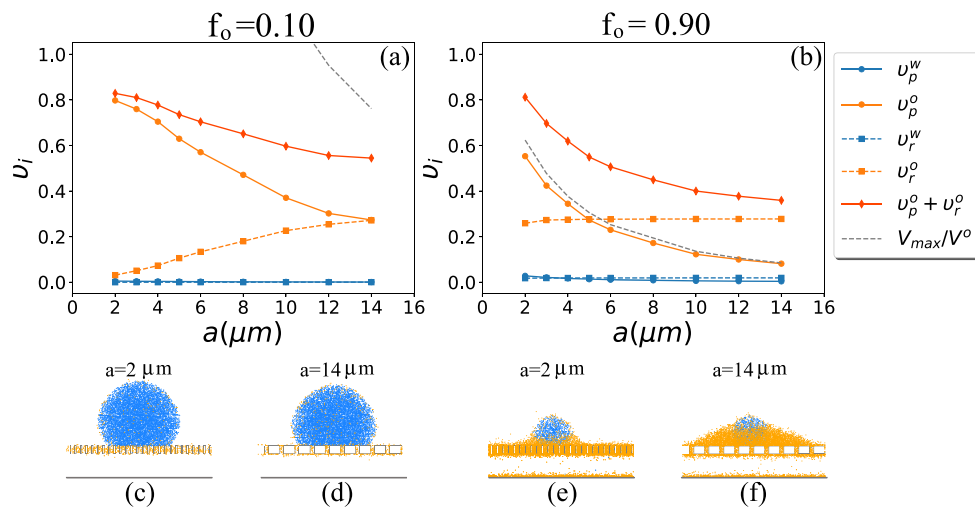 f_o=0.10
f_o = 0.90
(a)
1.0
0.8
0.6
0.4
0.2
0.0
υ_i
0 2 4 6 8 10 12 14 16
a(μm)
(b)
1.0
0.8
0.6
0.4
0.2
0.0
υ_i
0 2 4 6 8 10 12 14 16
a(μm)
υ_p^w
υ_p^o
υ_r^w
υ_r^o
υ_p^o + υ_r^o
V_max/V^o
a=2 μm
a=14 μm
a=2 μm
a=14 μm
(c)
(d)
(e)
(f)